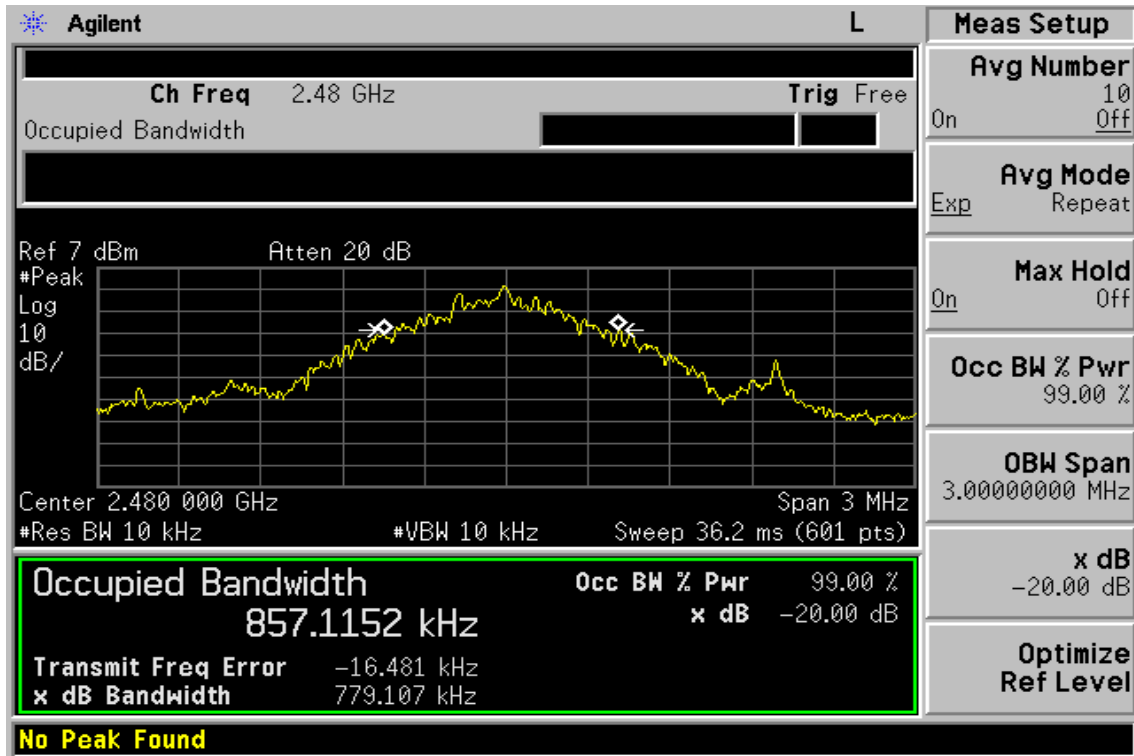 Agilent L
Ch Freq 2.48 GHz Trig Free
Occupied Bandwidth
Ref 7 dBm Atten 20 dB
#Peak
Log
10
dB/
Center 2.480 000 GHz Span 3 MHz
#Res BW 10 kHz #VBW 10 kHz Sweep 36.2 ms (601 pts)
Occupied Bandwidth
857.1152 kHz
Occ BW % Pwr 99.00 %
x dB -20.00 dB
Transmit Freq Error -16.481 kHz
x dB Bandwidth 779.107 kHz
No Peak Found
Meas Setup
Avg Number
10
On Off
Avg Mode
Exp Repeat
Max Hold
On Off
Occ BW % Pwr
99.00 %
OBW Span
3.00000000 MHz
x dB
-20.00 dB
Optimize
Ref Level